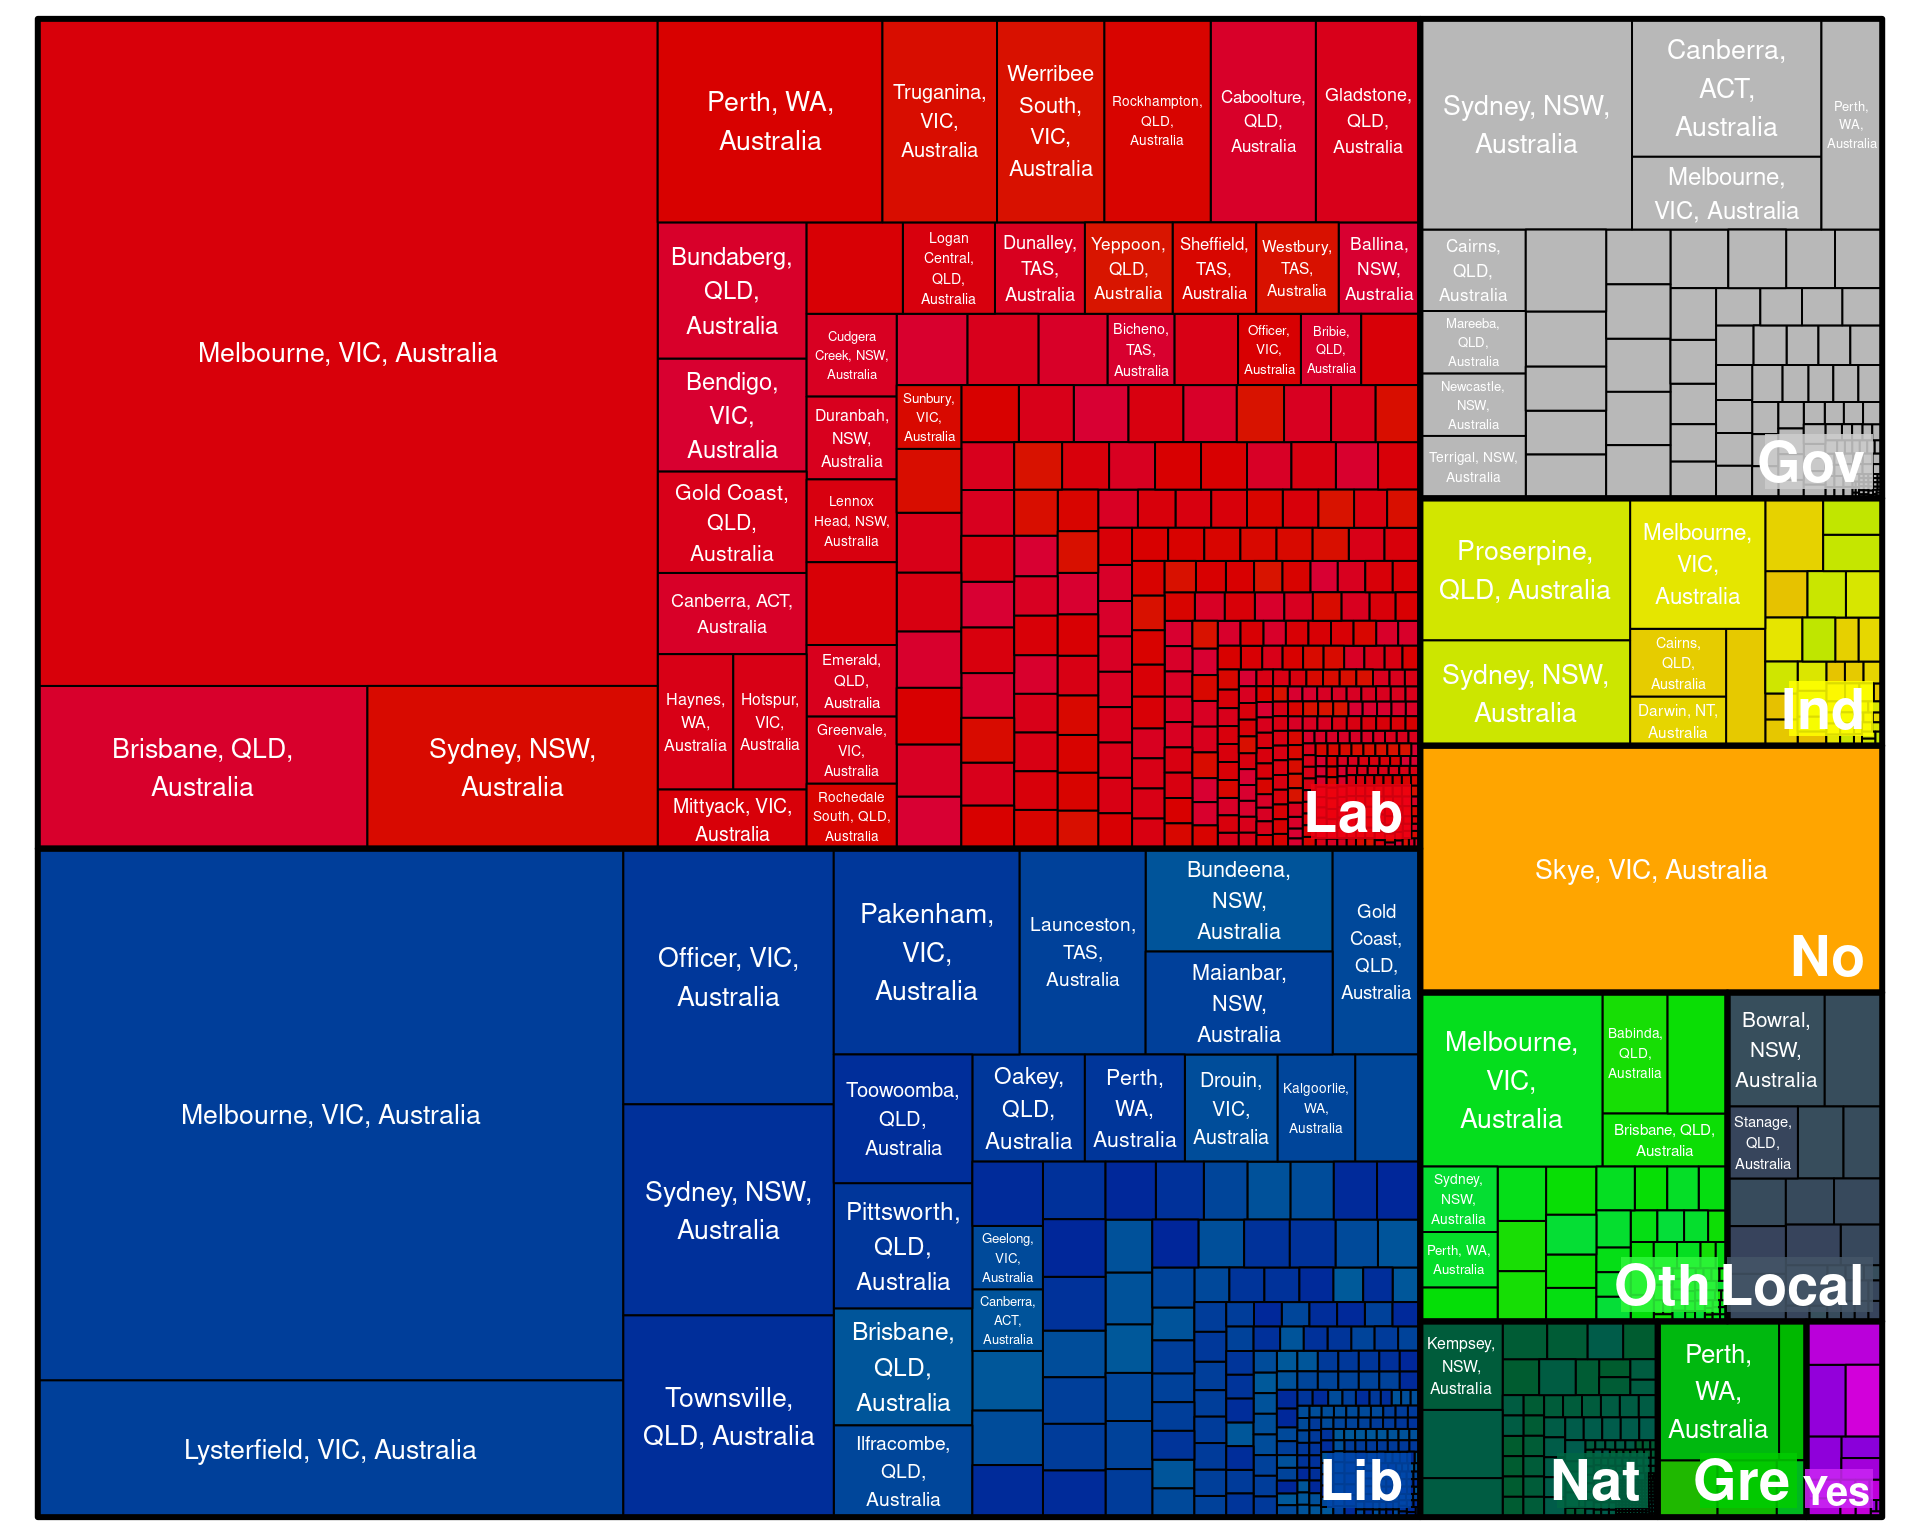 Melbourne, VIC, Australia
Brisbane, QLD,
Australia
Sydney, NSW,
Australia
Perth, WA,
Australia
Truganina,
VIC,
Australia
Werribee
South,
VIC,
Australia
Rockhampton,
QLD,
Australia
Caboolture,
QLD,
Australia
Gladstone,
QLD,
Australia
Bundaberg,
QLD,
Australia
Bendigo,
VIC,
Australia
Gold Coast,
QLD,
Australia
Canberra, ACT,
Australia
Haynes,
WA,
Australia
Hotspur,
VIC,
Australia
Mittyack, VIC,
Australia
Logan
Central,
QLD,
Australia
Dunalley,
TAS,
Australia
Yeppoon,
QLD,
Australia
Sheffield,
TAS,
Australia
Westbury,
TAS,
Australia
Ballina,
NSW,
Australia
Cudgera
Creek, NSW,
Australia
Duranbah,
NSW,
Australia
Lennox
Head, NSW,
Australia
Emerald,
QLD,
Australia
Greenvale,
VIC,
Australia
Rochedale
South, QLD,
Australia
Bicheno,
TAS,
Australia
Officer,
VIC,
Australia
Bribie,
QLD,
Australia
Sunbury,
VIC,
Australia
Lab
Melbourne, VIC, Australia
Lysterfield, VIC, Australia
Officer, VIC,
Australia
Sydney, NSW,
Australia
Townsville,
QLD, Australia
Pakenham,
VIC,
Australia
Launceston,
TAS,
Australia
Bundeena,
NSW,
Australia
Maianbar,
NSW,
Australia
Gold
Coast,
QLD,
Australia
Toowoomba,
QLD,
Australia
Pittsworth,
QLD,
Australia
Brisbane,
QLD,
Australia
Ilfracombe,
QLD,
Australia
Oakey,
QLD,
Australia
Perth,
WA,
Australia
Drouin,
VIC,
Australia
Kalgoorlie,
WA,
Australia
Geelong,
VIC,
Australia
Canberra,
ACT,
Australia
Lib
Sydney, NSW,
Australia
Canberra,
ACT,
Australia
Melbourne,
VIC, Australia
Perth,
WA,
Australia
Cairns,
QLD,
Australia
Mareeba,
QLD,
Australia
Newcastle,
NSW,
Australia
Terrigal, NSW,
Australia
Gov
Proserpine,
QLD, Australia
Sydney, NSW,
Australia
Melbourne,
VIC,
Australia
Cairns,
QLD,
Australia
Darwin, NT,
Australia
Ind
Skye, VIC, Australia
No
Melbourne,
VIC,
Australia
Babinda,
QLD,
Australia
Brisbane, QLD,
Australia
Sydney,
NSW,
Australia
Perth, WA,
Australia
Oth
Bowral,
NSW,
Australia
Stanage,
QLD,
Australia
Local
Kempsey,
NSW,
Australia
Nat
Perth,
WA,
Australia
Gre
Yes